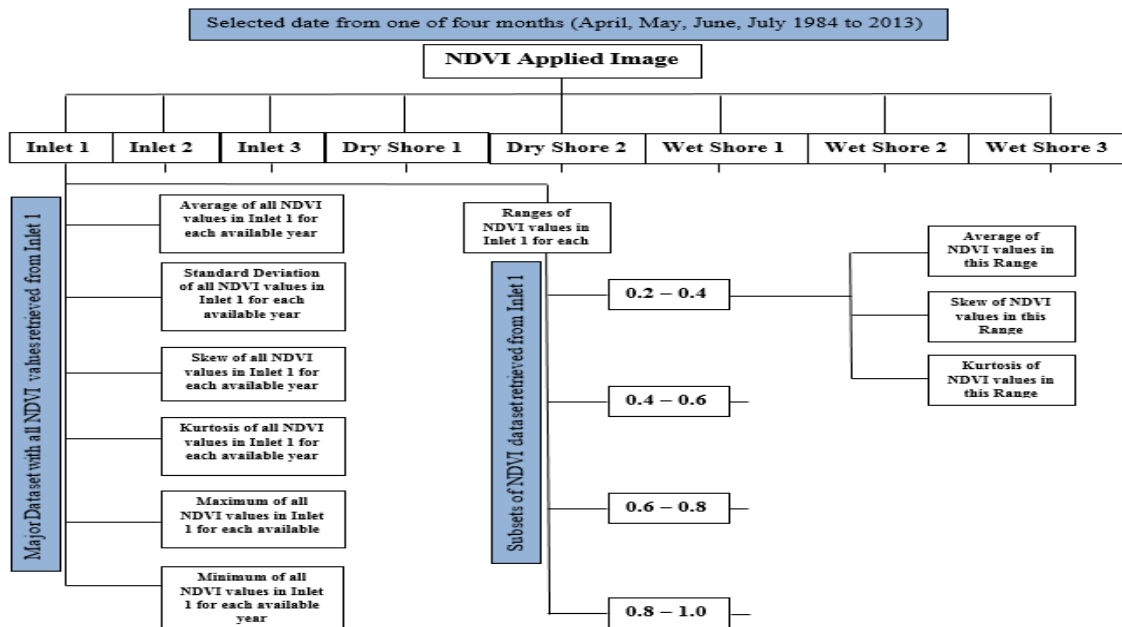 Selected date from one of four months (April, May, June, July 1984 to 2013)
NDVI Applied Image
Inlet 1
Inlet 2
Inlet 3
Dry Shore 1
Dry Shore 2
Wet Shore 1
Wet Shore 2
Wet Shore 3
Major Dataset with all NDVI values retrieved from Inlet 1
Average of all NDVI
values in Inlet 1 for
each available year
Standard Deviation
of all NDVI values in
Inlet 1 for each
available year
Skew of all NDVI
values in Inlet 1 for
each available year
Kurtosis of all NDVI
values in Inlet 1 for
each available year
Maximum of all
NDVI values in Inlet
1 for each available
Minimum of all
NDVI values in Inlet
1 for each available
year
Ranges of
NDVI values in
Inlet 1 for each
Subsets of NDVI dataset retrieved from Inlet 1
0.2 – 0.4
0.4 – 0.6
0.6 – 0.8
0.8 – 1.0
Average of
NDVI values in
this Range
Skew of NDVI
values in this
Range
Kurtosis of
NDVI values in
this Range